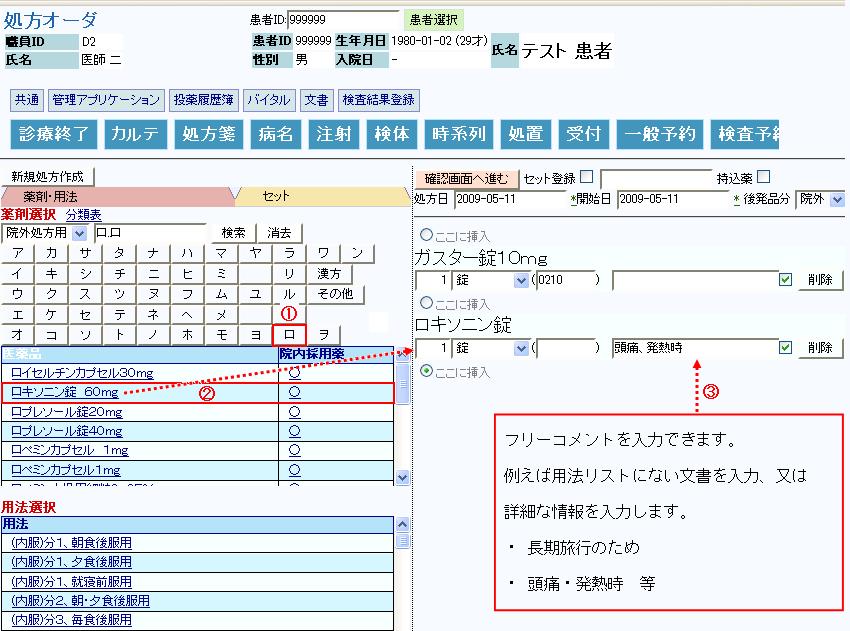 処方オーダ
患者ID:999999 患者選択
職員ID D2 患者ID 999999 生年月日 1980-01-02 (29才) 氏名 テスト 患者
氏名 医師 二 性別 男 入院日 -
共通 管理アプリケーション 投薬履歴簿 バイタル 文書 検査結果登録
診療終了 カルテ 処方箋 病名 注射 検体 時系列 処置 受付 一般予約 検査予約
新規処方作成
薬剤・用法 セット
薬剤選択 分類表
院外処方用 ロ.ロ 検索 消去
ア カ サ タ ナ ハ マ ヤ ラ ワ ン
イ キ シ チ ニ ヒ ミ リ 漢方
ウ ク ス ツ ヌ フ ム ユ ル その他
エ ケ セ テ ネ ヘ メ ①
オ コ ソ ト ノ ホ モ ヨ ロ ヲ
医薬品 院内採用薬
ロイセルチンカプセル30mg ○
ロキソニン錠 60mg ② ○
ロプレソール錠20mg ○
ロプレソール錠40mg ○
ロペミンカプセル 1mg ○
ロペミンカプセル1mg ○
用法選択
用法
(内服)分1、朝食後服用
(内服)分1、夕食後服用
(内服)分1、就寝前服用
(内服)分2、朝・夕食後服用
(内服)分3、毎食後服用
確認画面へ進む セット登録 持込薬
処方日 2009-05-11 *開始日 2009-05-11 * 後発品分 院外
ここに挿入
ガスター錠10mg
1 錠 (0210 ) 削除
ここに挿入
ロキソニン錠
1 錠 ( ) 頭痛、発熱時 削除
ここに挿入
③
フリーコメントを入力できます。
例えば用法リストにない文書を入力、又は
詳細な情報を入力します。
・ 長期旅行のため
・ 頭痛・発熱時 等